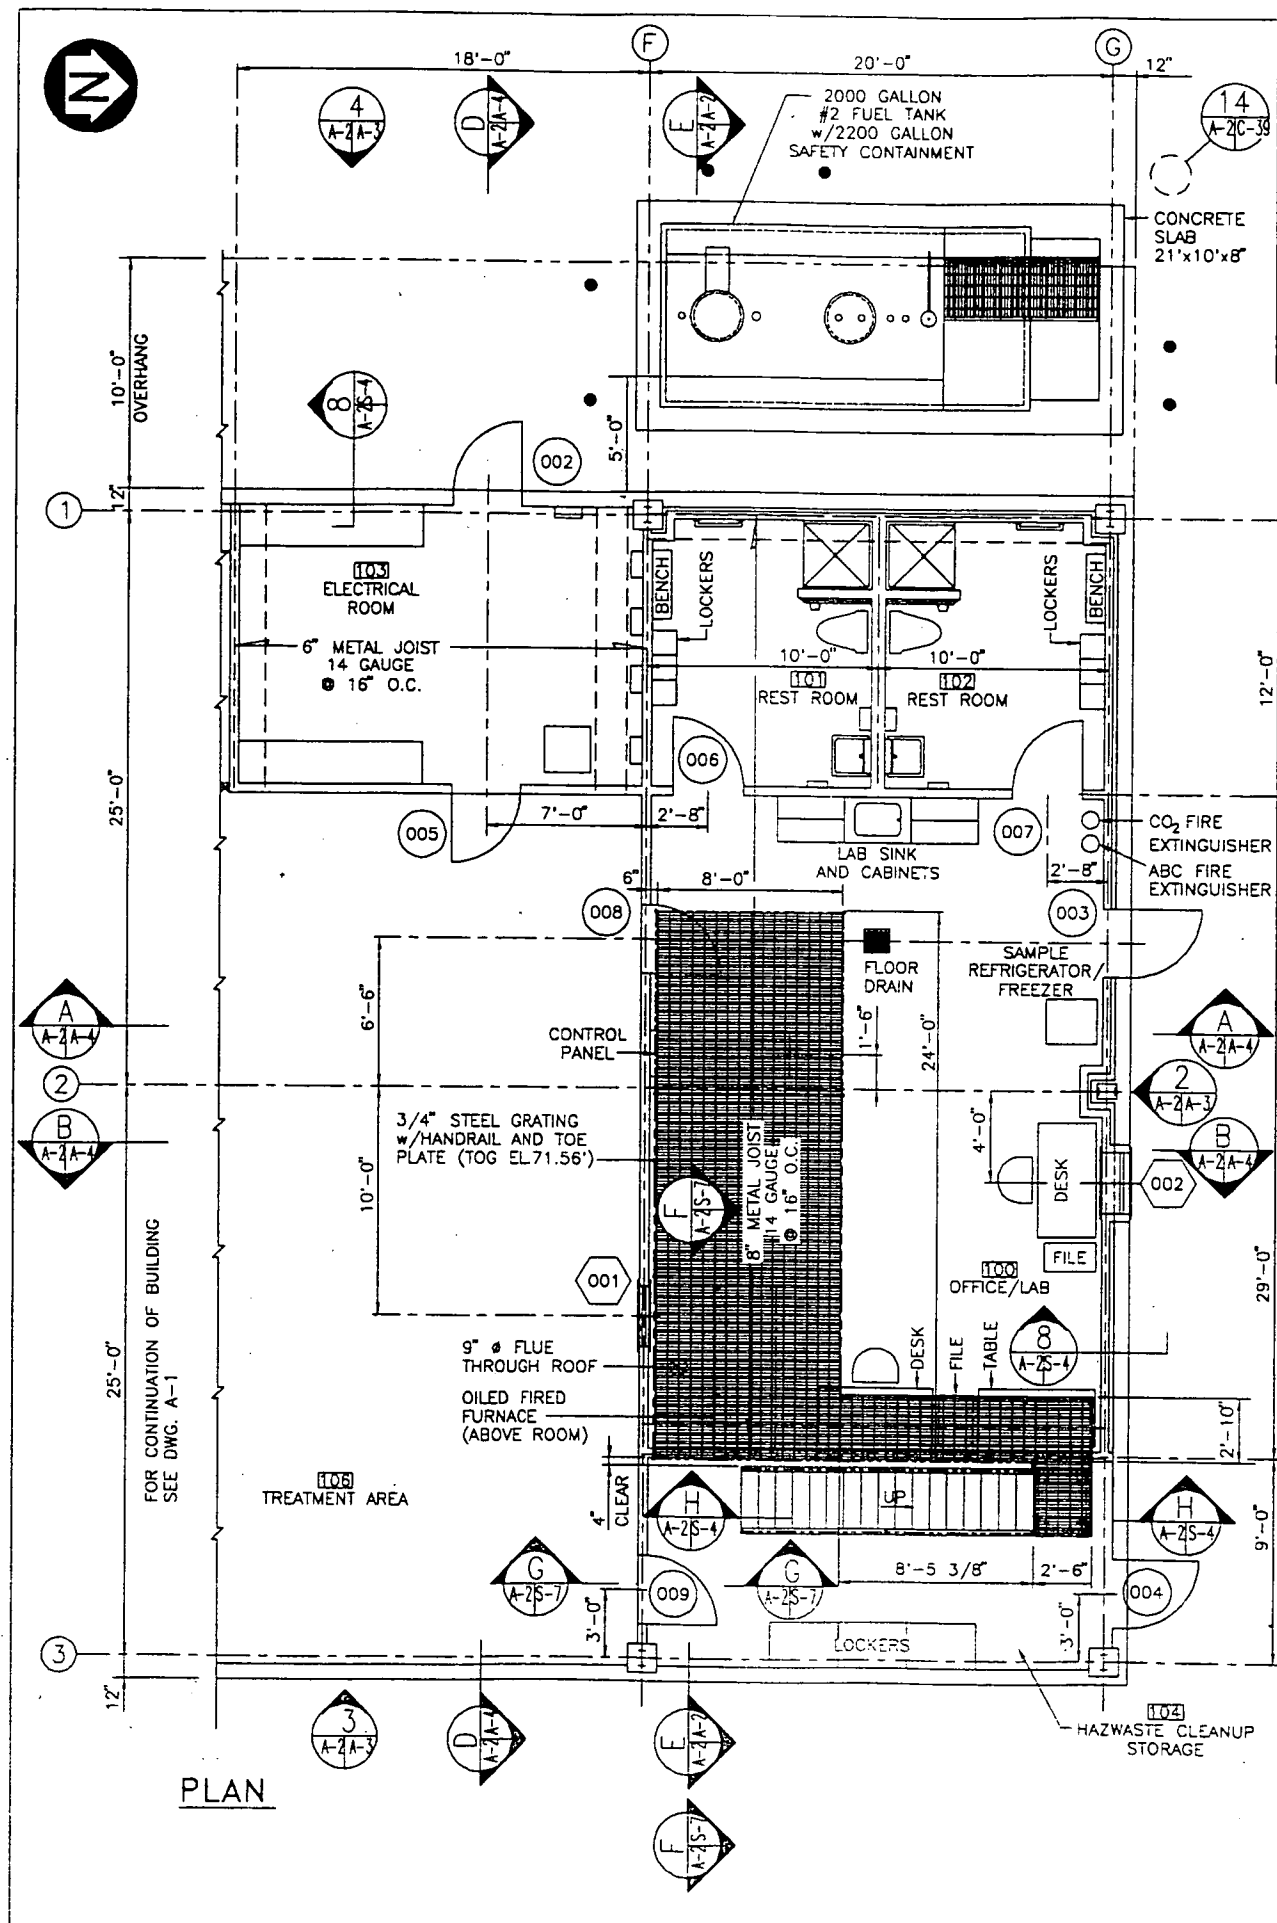 N
F
G
18'-0"
20'-0"
12"
4
A-2 A-3
D
A-2 A-4
E
A-2 A-2
2000 GALLON
#2 FUEL TANK
w/2200 GALLON
SAFETY CONTAINMENT
14
A-2 C-39
CONCRETE
SLAB
21'x10'x8"
10'-0"
OVERHANG
8
A-2 S-4
002
5'-0"
12"
1
103
ELECTRICAL
ROOM
BENCH
LOCKERS
LOCKERS
BENCH
6" METAL JOIST
14 GAUGE
@ 16" O.C.
10'-0"
10'-0"
101
REST ROOM
102
REST ROOM
12'-0"
006
25'-0"
005
7'-0"
2'-8"
LAB SINK
AND CABINETS
007
CO₂ FIRE
EXTINGUISHER
ABC FIRE
EXTINGUISHER
2'-8"
6"
8'-0"
008
003
FLOOR
DRAIN
SAMPLE
REFRIGERATOR/
FREEZER
6'-6"
1'-6"
24'-0"
A
A-2 A-4
CONTROL
PANEL
A
A-2 A-4
2
2
A-2 A-3
B
A-2 A-4
3/4" STEEL GRATING
w/HANDRAIL AND TOE
PLATE (TOG EL.71.56')
4'-0"
B
A-2 A-4
10'-0"
8" METAL JOIST
14 GAUGE
@ 16" O.C.
DESK
002
F
A-2 S-7
FILE
001
100
OFFICE/LAB
29'-0"
FOR CONTINUATION OF BUILDING
SEE DWG. A-1
25'-0"
9" ø FLUE
THROUGH ROOF
DESK
FILE
TABLE
8
A-2 S-4
OILED FIRED
FURNACE
(ABOVE ROOM)
2'-10"
106
TREATMENT AREA
4"
CLEAR
H
A-2 S-4
UP
H
A-2 S-4
9'-0"
G
A-2 S-7
G
A-2 S-7
8'-5 3/8"
2'-6"
009
004
3'-0"
3'-0"
3
LOCKERS
12"
3
A-2 A-3
D
A-2 A-4
E
A-2 A-2
104
HAZWASTE CLEANUP
STORAGE
PLAN
F
A-2 S-7